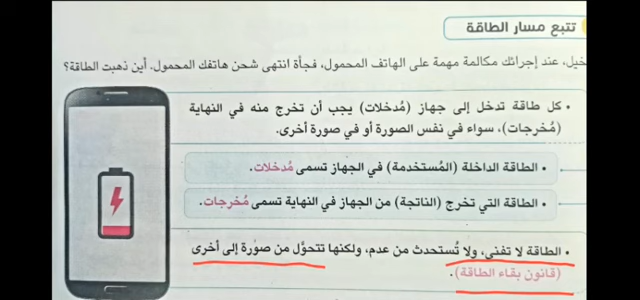 تتبع مسار الطاقة
خيل، عند إجرائك مكالمة مهمة على الهاتف المحمول، فجأة انتهى شحن هاتفك المحمول، أين ذهبت الطاقة؟
• كل طاقة تدخل إلى جهاز (مُدخلات) يجب أن تخرج منه في النهاية
(مُخرجات)، سواء في نفس الصورة أو في صورة أخرى.
• الطاقة الداخلة (المُستخدمة) في الجهاز تسمى مُدخلات.
• الطاقة التي تخرج (الناتجة) من الجهاز في النهاية تسمى مُخرجات.
• الطاقة لا تفنى، ولا تُستحدث من عدم، ولكنها تتحوَّل من صورة إلى أخرى
(قانون بقاء الطاقة).